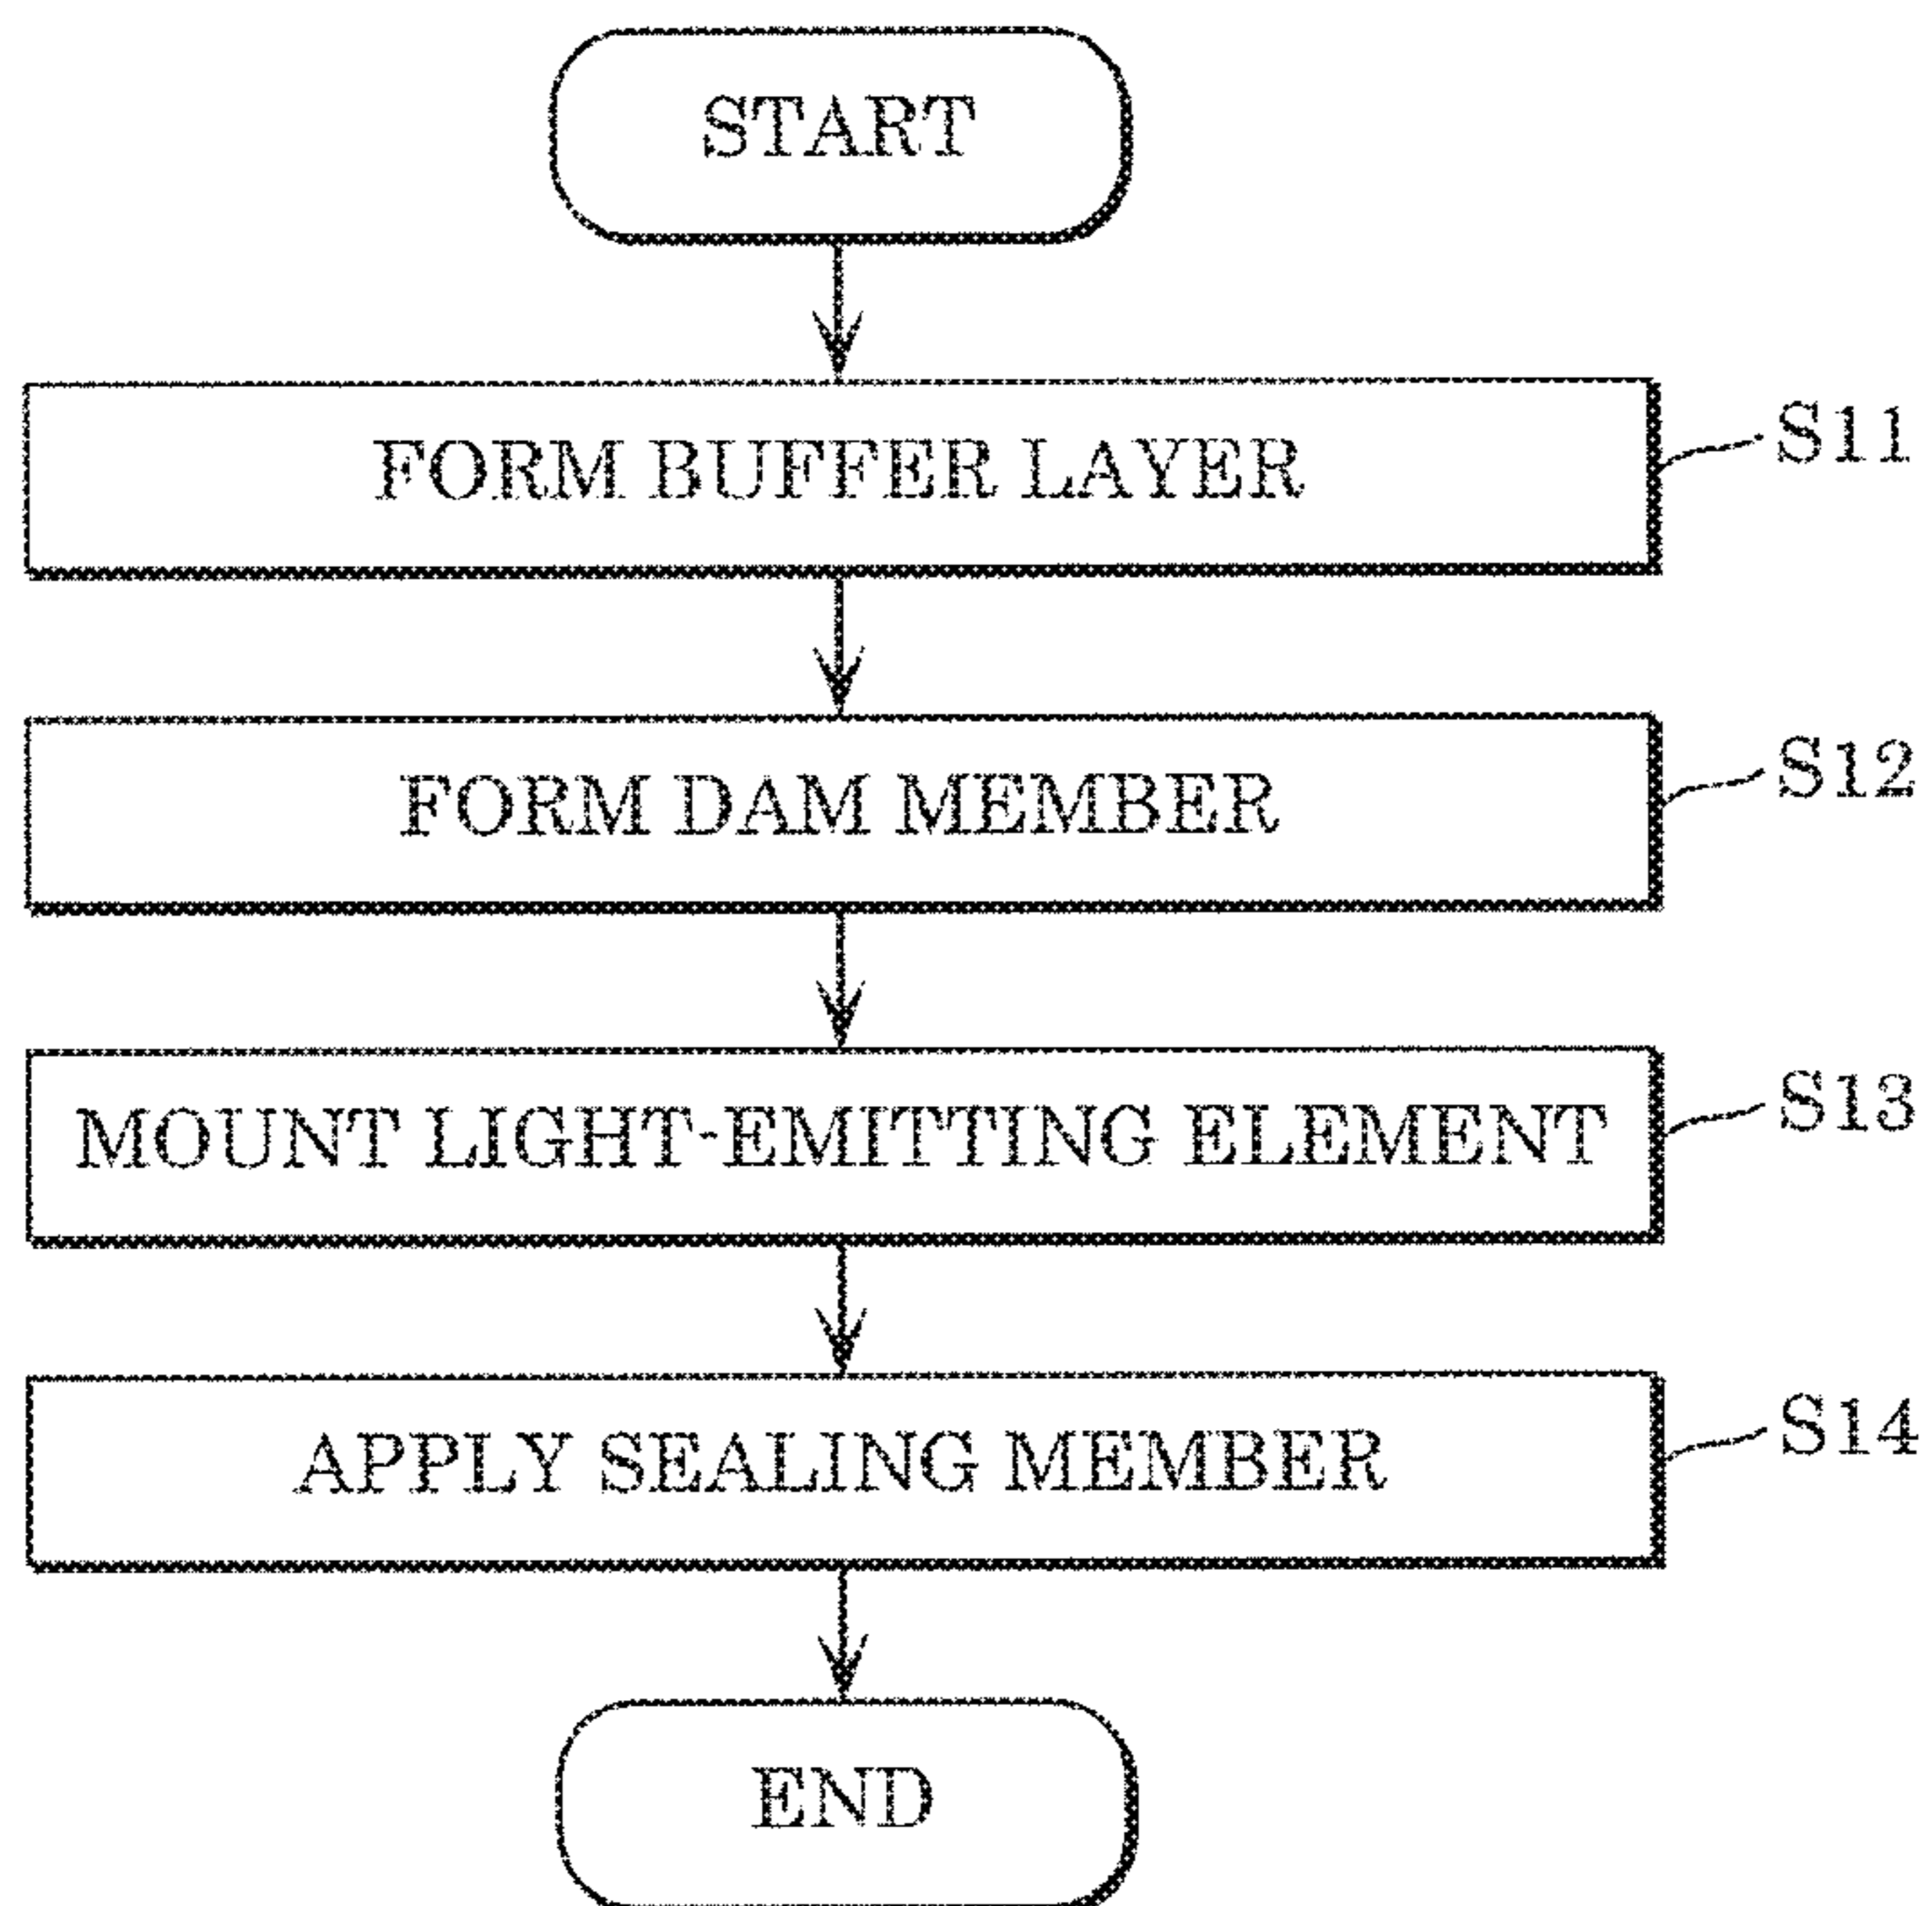 START
FORM BUFFER LAYER
S11
FORM DAM MEMBER
S12
MOUNT LIGHT-EMITTING ELEMENT
S13
APPLY SEALING MEMBER
S14
END